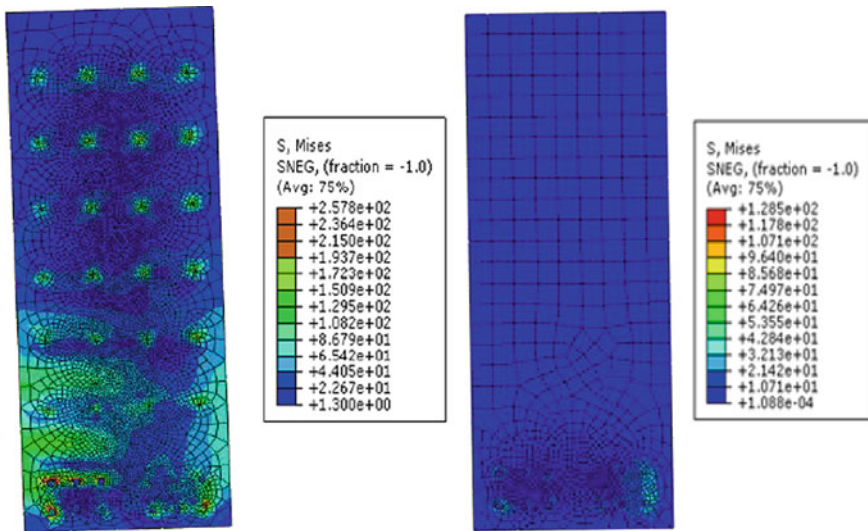 S, Mises
SNEG, (fraction = -1.0)
(Avg: 75%)
+2.578e+02
+2.364e+02
+2.150e+02
+1.937e+02
+1.723e+02
+1.509e+02
+1.295e+02
+1.082e+02
+8.679e+01
+6.542e+01
+4.405e+01
+2.267e+01
+1.300e+00
S, Mises
SNEG, (fraction = -1.0)
(Avg: 75%)
+1.285e+02
+1.178e+02
+1.071e+02
+9.640e+01
+8.568e+01
+7.497e+01
+6.426e+01
+5.355e+01
+4.284e+01
+3.213e+01
+2.142e+01
+1.071e+01
+1.088e-04